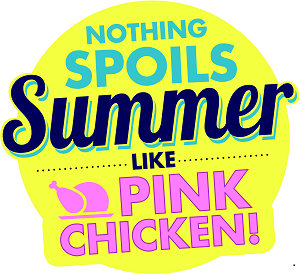 NOTHING
SPOILS
Summer
LIKE
PINK
CHICKEN!